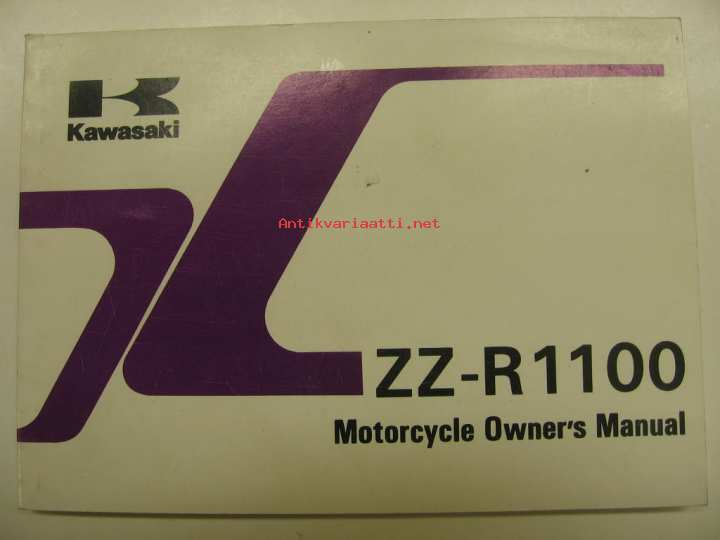 Kawasaki
Antikvariaatti.net
ZZ-R1100
Motorcycle Owner's Manual